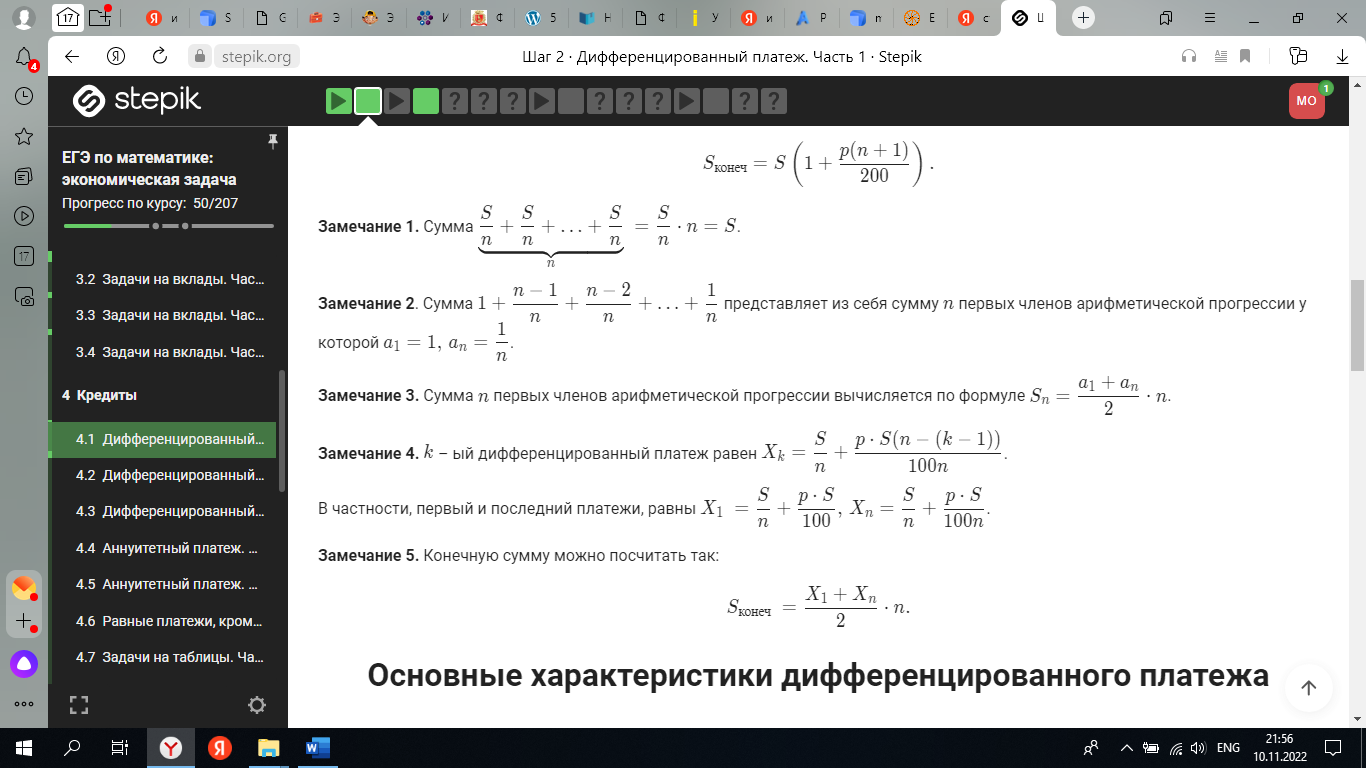 17
и
S
G
Э
Э
И
Ф
5
Н
Ф
У
и
Р
п
Е
с
Ц
stepik.org
Шаг 2 · Дифференцированный платеж. Часть 1 · Stepik
4
stepik
МО
1
ЕГЭ по математике:
экономическая задача
Прогресс по курсу: 50/207
3.2 Задачи на вклады. Час...
3.3 Задачи на вклады. Час...
3.4 Задачи на вклады. Час...
4 Кредиты
4.1 Дифференцированный...
4.2 Дифференцированный...
4.3 Дифференцированный...
4.4 Аннуитетный платеж. ...
4.5 Аннуитетный платеж. ...
4.6 Равные платежи, кром...
4.7 Задачи на таблицы. Ча...
17
S_конеч = S (1 + p(n + 1)/200).
Замечание 1. Сумма S/n + S/n + … + S/n (n) = S/n · n = S.
Замечание 2. Сумма 1 + (n − 1)/n + (n − 2)/n + … + 1/n представляет из себя сумму n первых членов арифметической прогрессии у
которой a₁ = 1, aₙ = 1/n.
Замечание 3. Сумма n первых членов арифметической прогрессии вычисляется по формуле Sₙ = (a₁ + aₙ)/2 · n.
Замечание 4. k – ый дифференцированный платеж равен Xₖ = S/n + p · S(n − (k − 1))/100n.
В частности, первый и последний платежи, равны X₁ = S/n + p · S/100, Xₙ = S/n + p · S/100n.
Замечание 5. Конечную сумму можно посчитать так:
S_конеч = (X₁ + Xₙ)/2 · n.
Основные характеристики дифференцированного платежа
ENG
21:56
10.11.2022